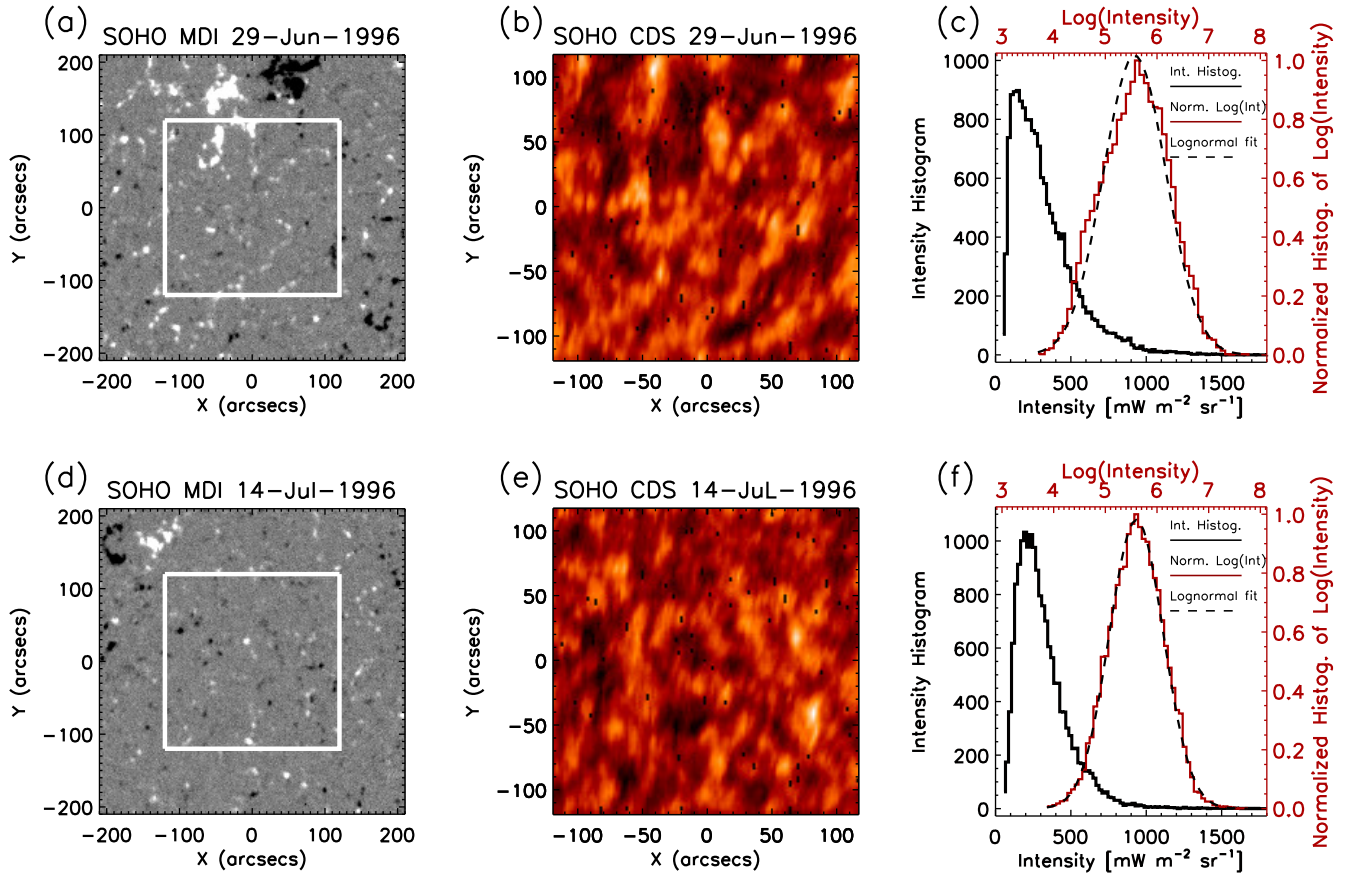 (a)
SOHO MDI 29-Jun-1996
200
100
0
-100
-200
Y (arcsecs)
-200 -100 0 100 200
X (arcsecs)
(b)
SOHO CDS 29-Jun-1996
100
50
0
-50
-100
Y (arcsecs)
-100 -50 0 50 100
X (arcsecs)
(c)
Log(Intensity)
3 4 5 6 7 8
1000
800
600
400
200
0
Intensity Histogram
Int. Histog.
Norm. Log(Int)
Lognormal fit
1.0
0.8
0.6
0.4
0.2
0.0
Normalized Histog. of Log(Intensity)
0 500 1000 1500
Intensity [mW m⁻² sr⁻¹]
(d)
SOHO MDI 14-Jul-1996
200
100
0
-100
-200
Y (arcsecs)
-200 -100 0 100 200
X (arcsecs)
(e)
SOHO CDS 14-JuL-1996
100
50
0
-50
-100
Y (arcsecs)
-100 -50 0 50 100
X (arcsecs)
(f)
Log(Intensity)
3 4 5 6 7 8
1000
800
600
400
200
0
Intensity Histogram
Int. Histog.
Norm. Log(Int)
Lognormal fit
1.0
0.8
0.6
0.4
0.2
0.0
Normalized Histog. of Log(Intensity)
0 500 1000 1500
Intensity [mW m⁻² sr⁻¹]